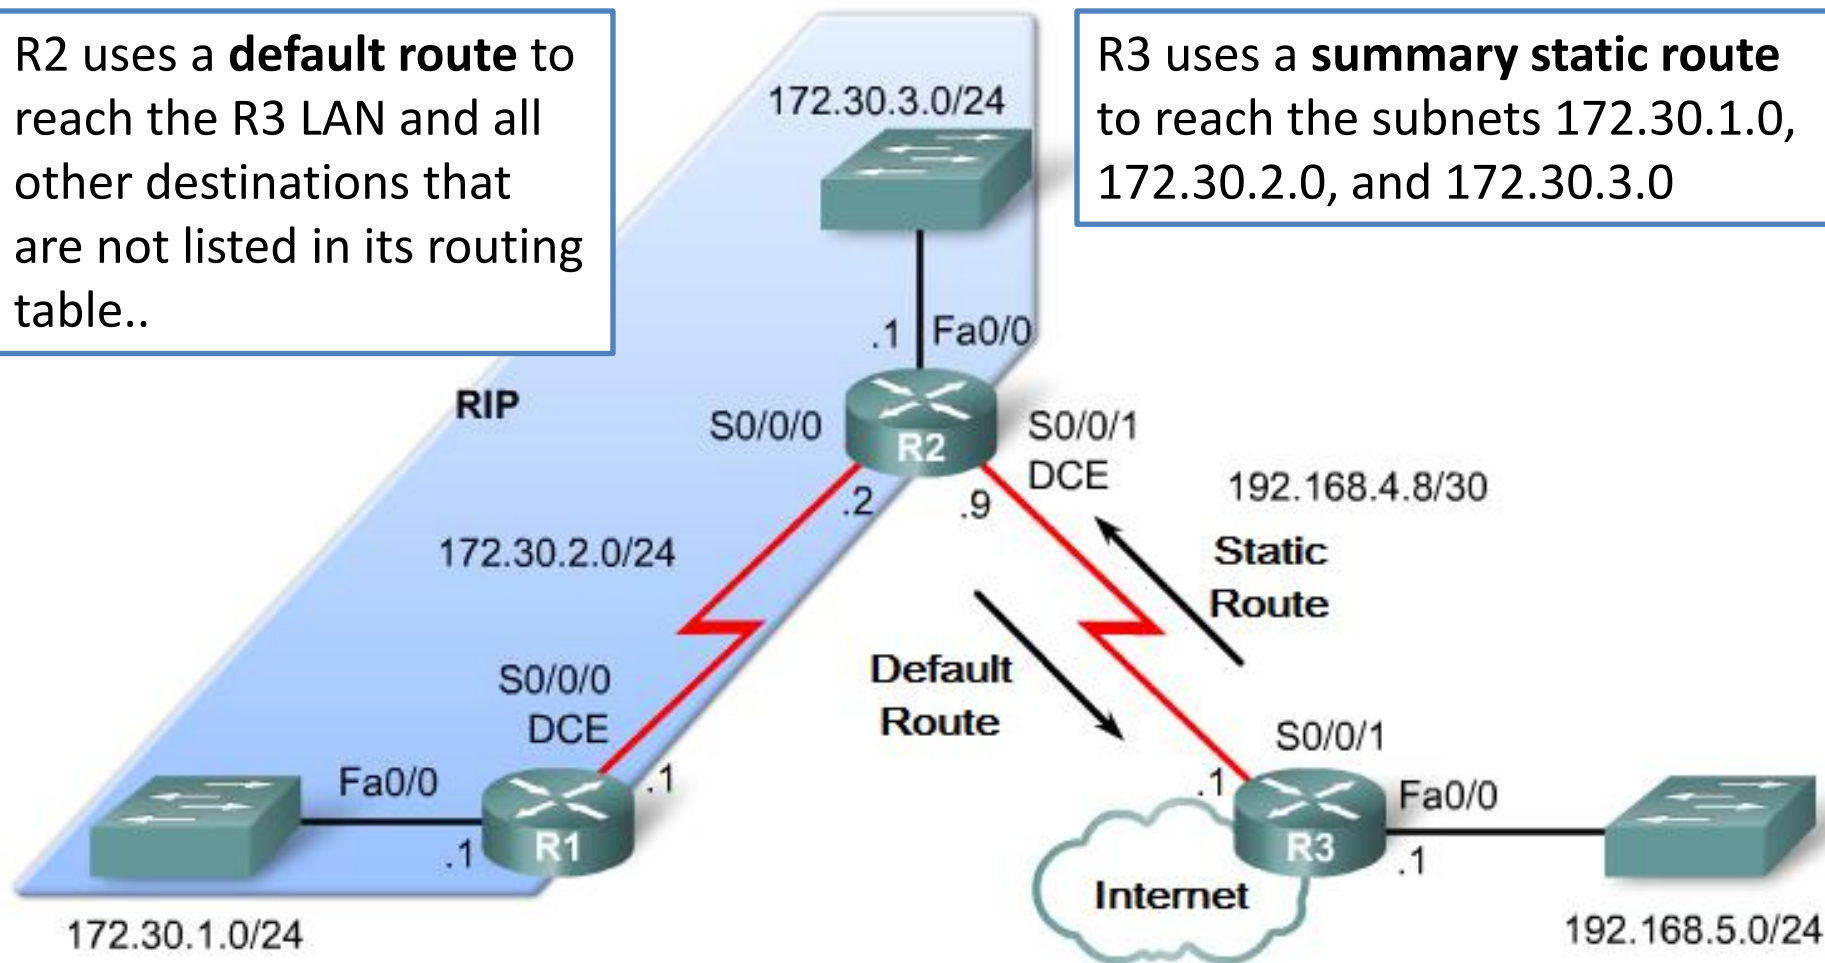 R2 uses a default route to
reach the R3 LAN and all
other destinations that
are not listed in its routing
table..
R3 uses a summary static route
to reach the subnets 172.30.1.0,
172.30.2.0, and 172.30.3.0
172.30.3.0/24
.1
Fa0/0
RIP
S0/0/0
R2
S0/0/1
DCE
.2
.9
192.168.4.8/30
172.30.2.0/24
Static
Route
Default
Route
S0/0/0
DCE
S0/0/1
Fa0/0
.1
.1
Fa0/0
.1
R1
R3
.1
Internet
172.30.1.0/24
192.168.5.0/24